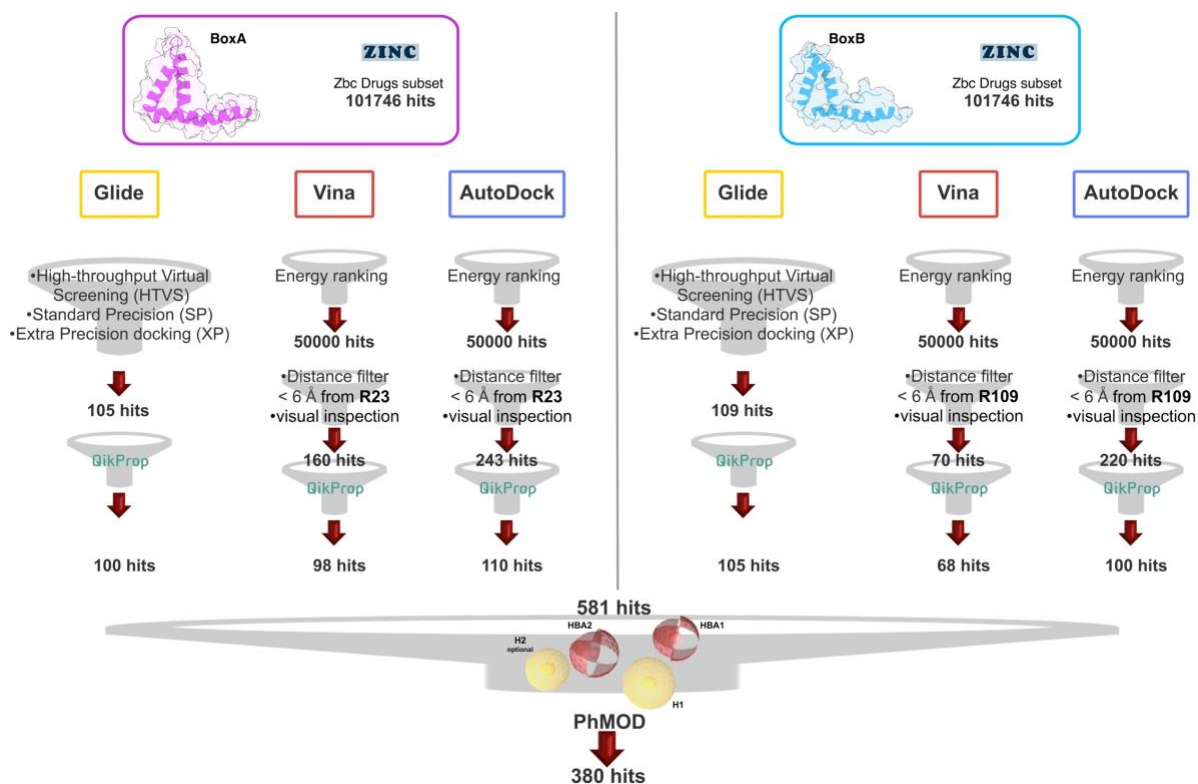 BoxA
ZINC
Zbc Drugs subset
101746 hits
Glide
Vina
AutoDock
•High-throughput Virtual
Screening (HTVS)
•Standard Precision (SP)
•Extra Precision docking (XP)
105 hits
QikProp
100 hits
Energy ranking
50000 hits
•Distance filter
< 6 Å from R23
•visual inspection
160 hits
QikProp
98 hits
Energy ranking
50000 hits
•Distance filter
< 6 Å from R23
•visual inspection
243 hits
QikProp
110 hits
BoxB
ZINC
Zbc Drugs subset
101746 hits
Glide
Vina
AutoDock
•High-throughput Virtual
Screening (HTVS)
•Standard Precision (SP)
•Extra Precision docking (XP)
109 hits
QikProp
105 hits
Energy ranking
50000 hits
•Distance filter
< 6 Å from R109
•visual inspection
70 hits
QikProp
68 hits
Energy ranking
50000 hits
•Distance filter
< 6 Å from R109
•visual inspection
220 hits
QikProp
100 hits
581 hits
HBA2
HBA1
H2
optional
H1
PhMOD
380 hits